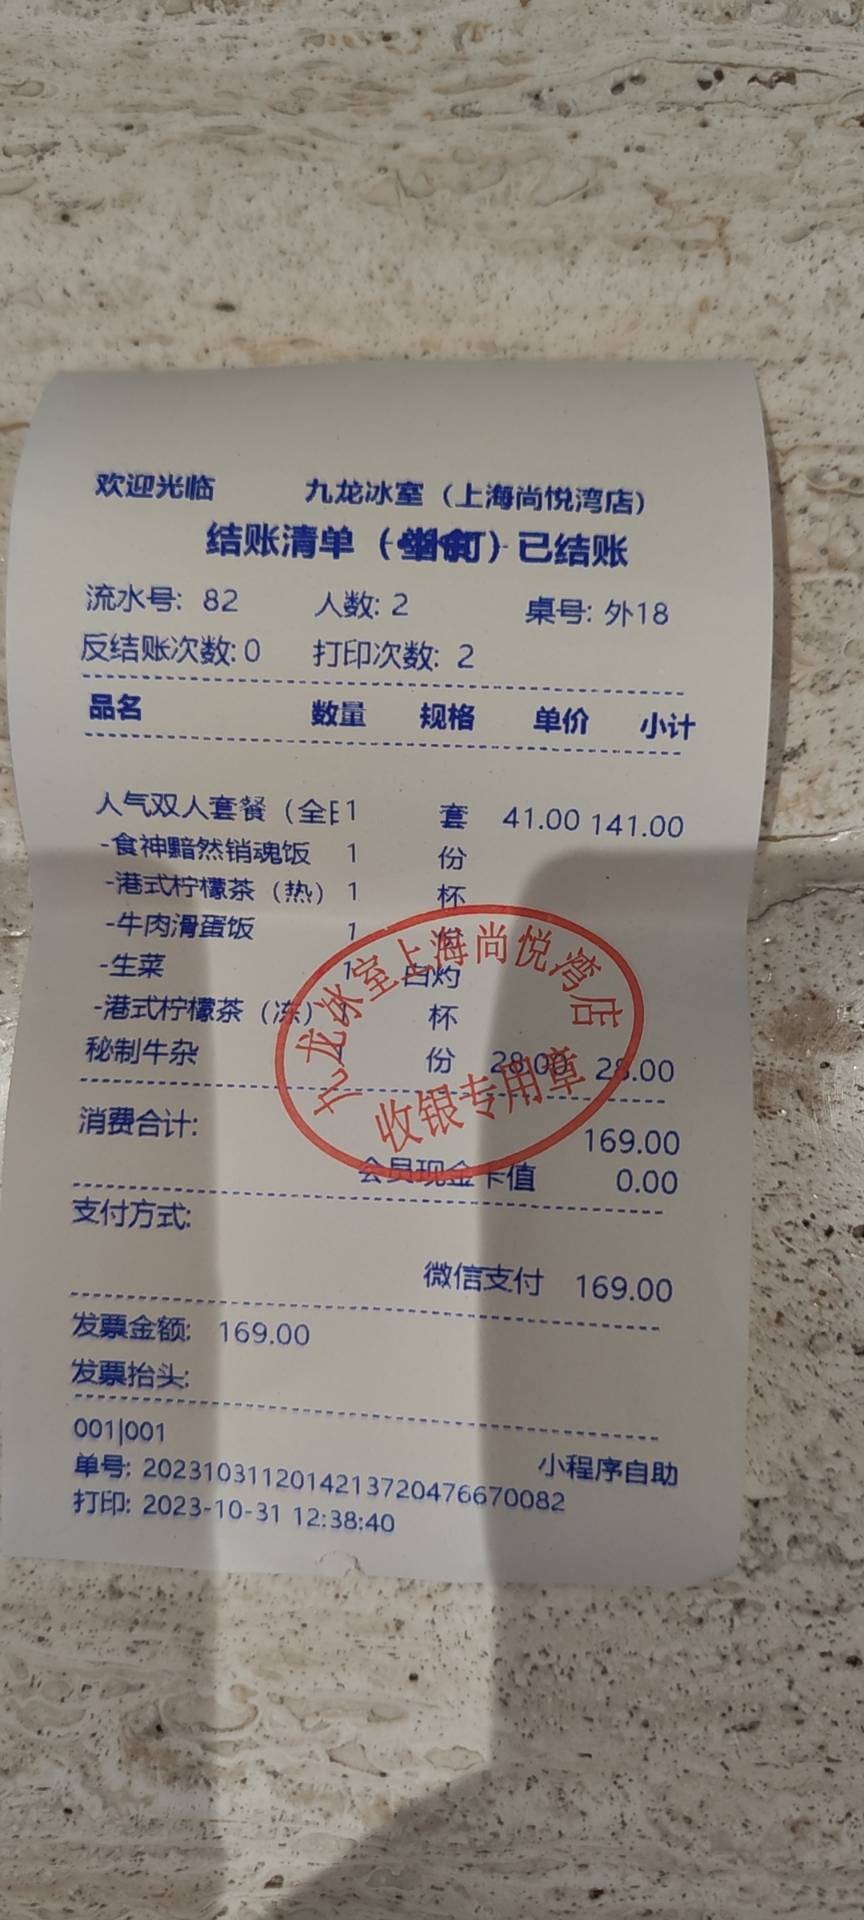 欢迎光临 九龙冰室（上海尚悦湾店）
结账清单（ ）已结账
流水号: 82 人数: 2 桌号: 外18
反结账次数: 0 打印次数: 2
品名 数量 规格 单价 小计
人气双人套餐（全日 1 套 41.00 141.00
-食神黯然销魂饭 1 份
-港式柠檬茶（热） 1 杯
-牛肉滑蛋饭 1
-生菜 1 白灼
-港式柠檬茶（冻） 1 杯
秘制牛杂 1 份 28.00 28.00
九龙冰室上海尚悦湾店
收银专用章
消费合计: 169.00
会员现金卡值 0.00
支付方式:
微信支付 169.00
发票金额: 169.00
发票抬头:
001|001
小程序自助
单号: 2023103112014213720476670082
打印: 2023-10-31 12:38:40